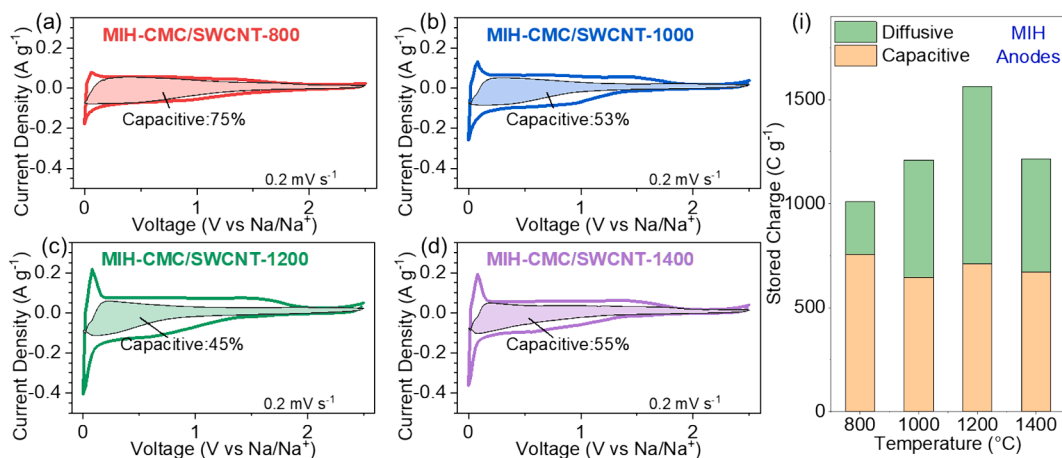 (a)
MIH-CMC/SWCNT-800
Current Density (A g⁻¹)
0.2
0.0
-0.2
-0.4
Capacitive:75%
0.2 mV s⁻¹
0
1
2
Voltage (V vs Na/Na⁺)
(b)
MIH-CMC/SWCNT-1000
Current Density (A g⁻¹)
0.2
0.0
-0.2
-0.4
Capacitive:53%
0.2 mV s⁻¹
0
1
2
Voltage (V vs Na/Na⁺)
(c)
MIH-CMC/SWCNT-1200
Current Density (A g⁻¹)
0.2
0.0
-0.2
-0.4
Capacitive:45%
0.2 mV s⁻¹
0
1
2
Voltage (V vs Na/Na⁺)
(d)
MIH-CMC/SWCNT-1400
Current Density (A g⁻¹)
0.2
0.0
-0.2
-0.4
Capacitive:55%
0.2 mV s⁻¹
0
1
2
Voltage (V vs Na/Na⁺)
(i)
Diffusive
Capacitive
MIH
Anodes
Stored Charge (C g⁻¹)
1500
1000
500
0
800
1000
1200
1400
Temperature (°C)